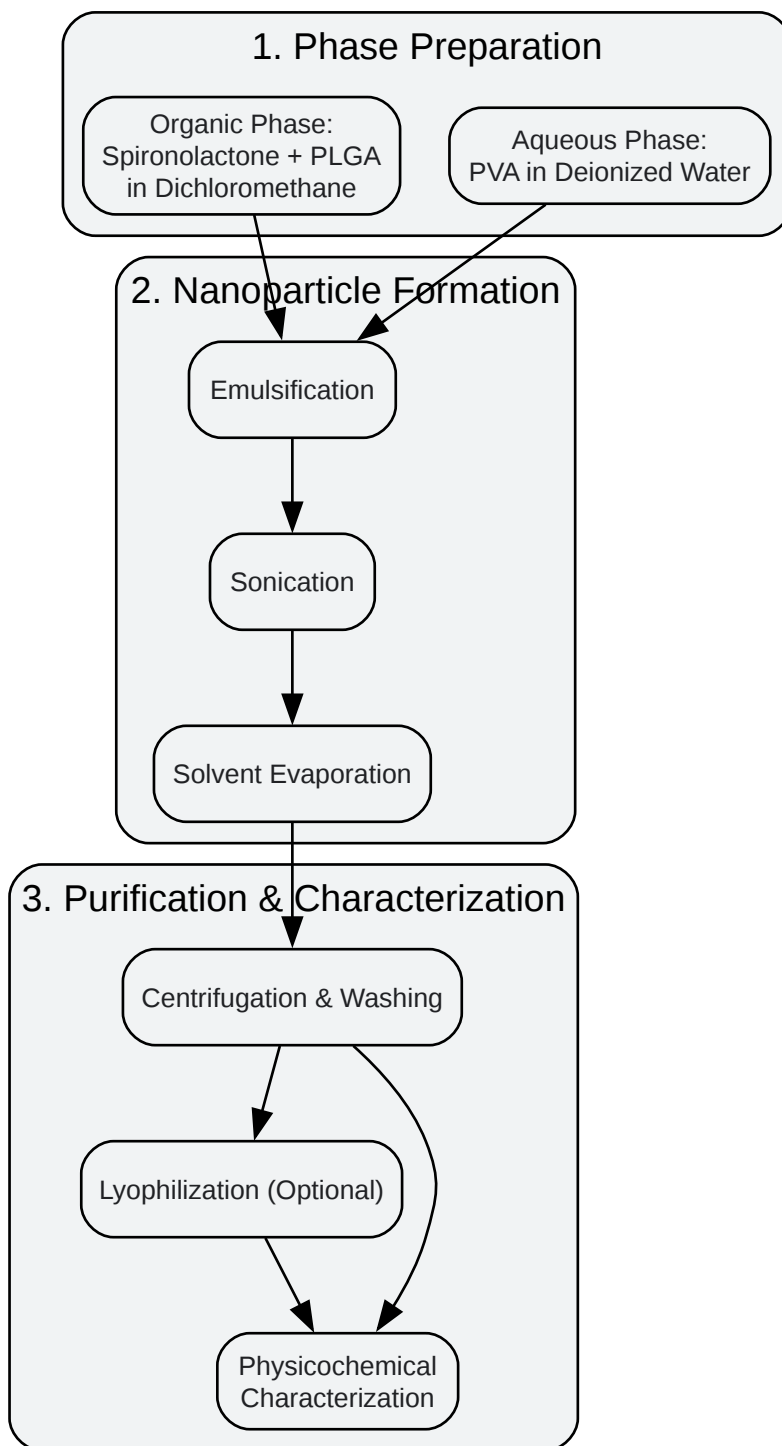 1. Phase Preparation
Organic Phase:
Spironolactone + PLGA
in Dichloromethane
Aqueous Phase:
PVA in Deionized Water
2. Nanoparticle Formation
Emulsification
Sonication
Solvent Evaporation
3. Purification & Characterization
Centrifugation & Washing
Lyophilization (Optional)
Physicochemical
Characterization